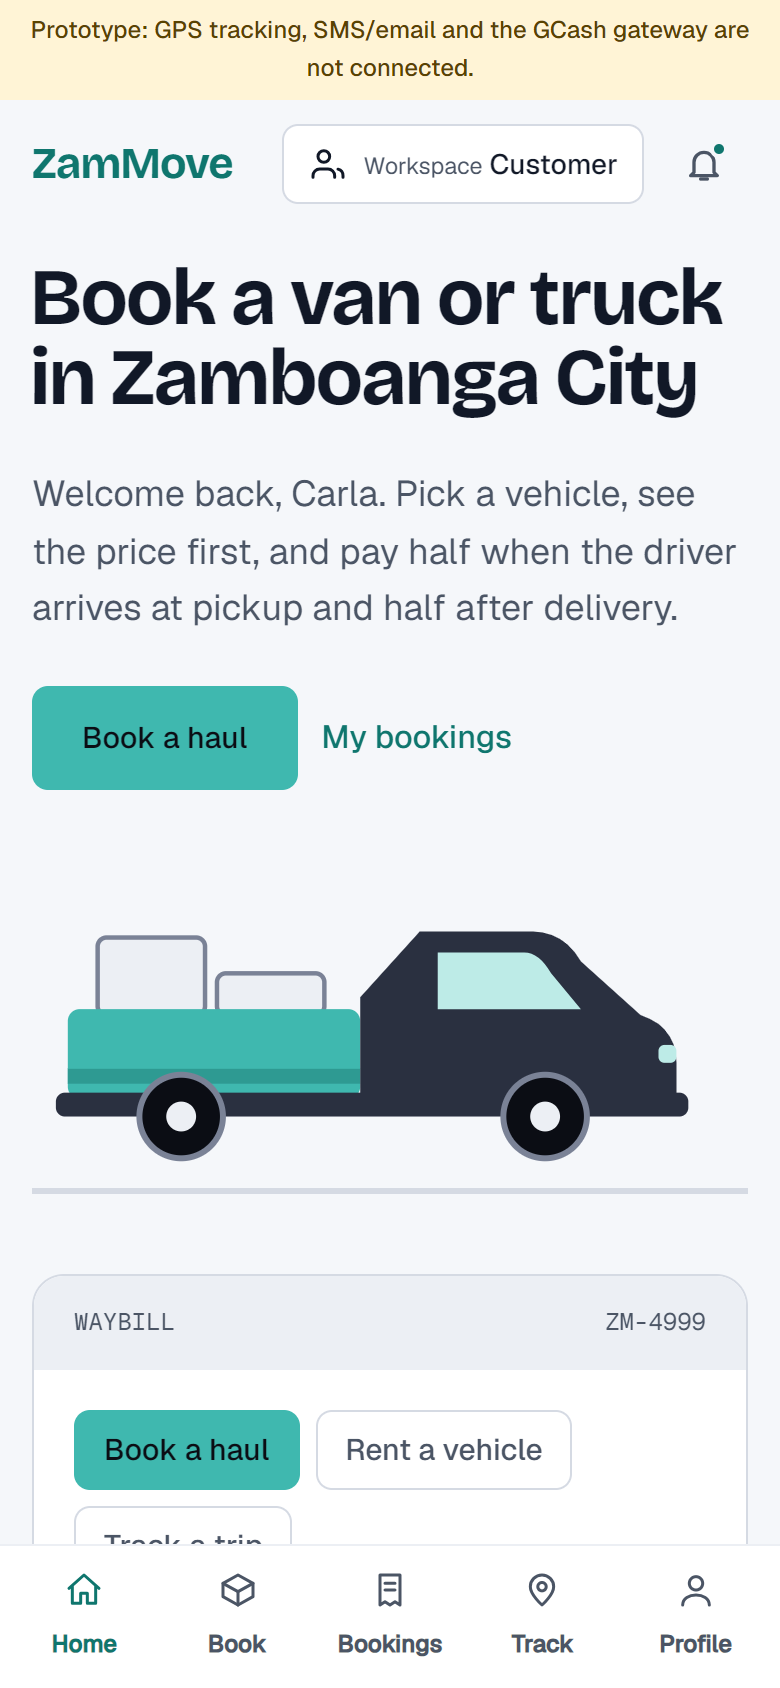 Prototype: GPS tracking, SMS/email and the GCash gateway are
not connected.
ZamMove
Workspace Customer
Book a van or truck
in Zamboanga City
Welcome back, Carla. Pick a vehicle, see
the price first, and pay half when the driver
arrives at pickup and half after delivery.
Book a haul
My bookings
WAYBILL
ZM-4999
Book a haul
Rent a vehicle
Track a trip
Home
Book
Bookings
Track
Profile